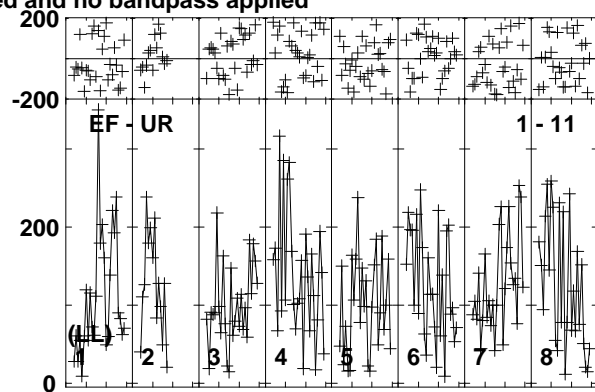 ed and no bandpass applied
200
-200
EF - UR 1 - 11
200
(LL)
1 2 3 4 5 6 7 8
0